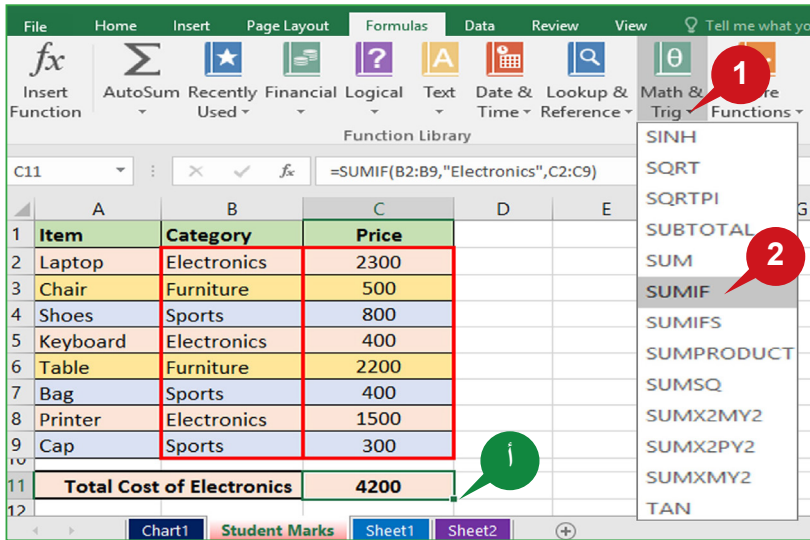 File Home Insert Page Layout Formulas Data Review View Tell me what yo
fx Σ ? A θ
Insert Function
AutoSum
Recently Used
Financial
Logical
Text
Date & Time
Lookup & Reference
Math & Trig
Functions
1
Function Library
C11 fx =SUMIF(B2:B9,"Electronics",C2:C9)
A B C D E G
1 Item Category Price
2 Laptop Electronics 2300
3 Chair Furniture 500
4 Shoes Sports 800
5 Keyboard Electronics 400
6 Table Furniture 2200
7 Bag Sports 400
8 Printer Electronics 1500
9 Cap Sports 300
11 Total Cost of Electronics 4200
12
أ
SINH
SQRT
SQRTPI
SUBTOTAL
SUM
2
SUMIF
SUMIFS
SUMPRODUCT
SUMSQ
SUMX2MY2
SUMX2PY2
SUMXMY2
TAN
Chart1 Student Marks Sheet1 Sheet2